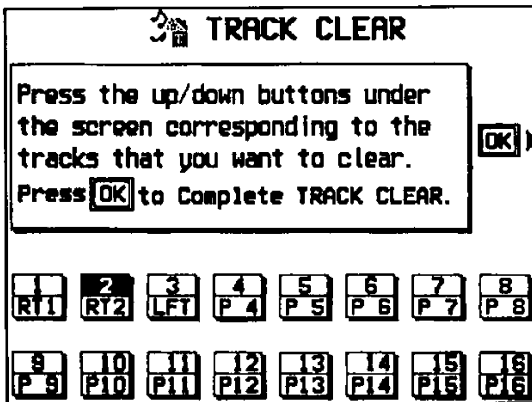 TRACK CLEAR
Press the up/down buttons under
the screen corresponding to the
tracks that you want to clear.
Press OK to Complete TRACK CLEAR.
OK
1 2 3 4 5 6 7 8
RT1 RT2 LFT P 4 P 5 P 6 P 7 P 8
9 10 11 12 13 14 15 16
P 9 P10 P11 P12 P13 P14 P15 P16